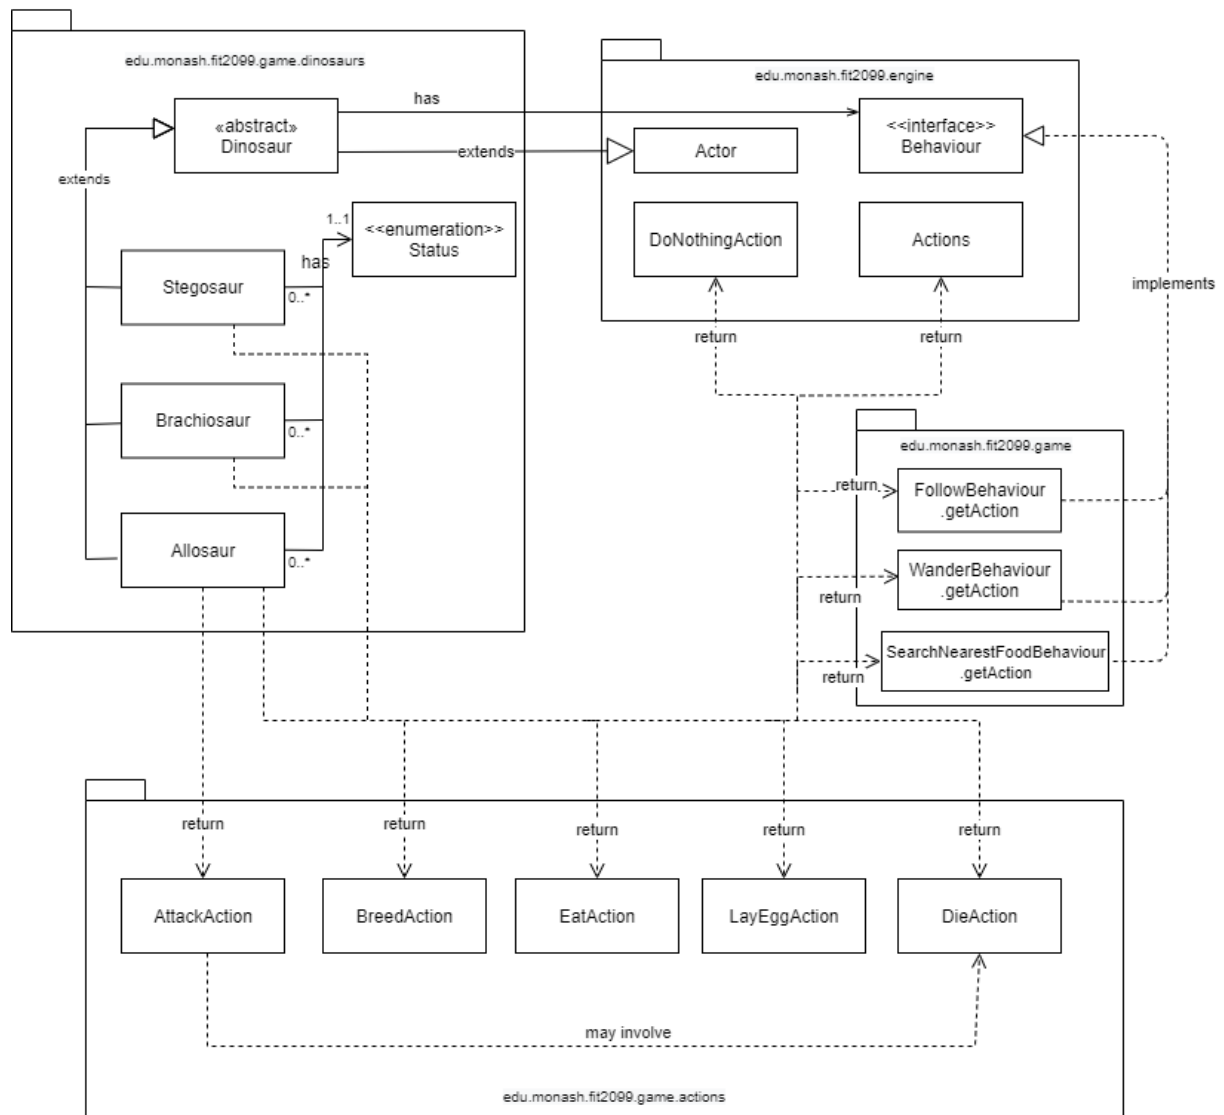 edu.monash.fit2099.game.dinosaurs
edu.monash.fit2099.engine
«abstract»
Dinosaur
has
extends
Actor
<<interface>>
Behaviour
extends
1..1
<<enumeration>>
Status
has
DoNothingAction
Actions
Stegosaur
0..*
implements
return
return
Brachiosaur
0..*
edu.monash.fit2099.game
return
FollowBehaviour
.getAction
Allosaur
0..*
return
WanderBehaviour
.getAction
return
SearchNearestFoodBehaviour
.getAction
return
return
return
return
return
AttackAction
BreedAction
EatAction
LayEggAction
DieAction
may involve
edu.monash.fit2099.game.actions